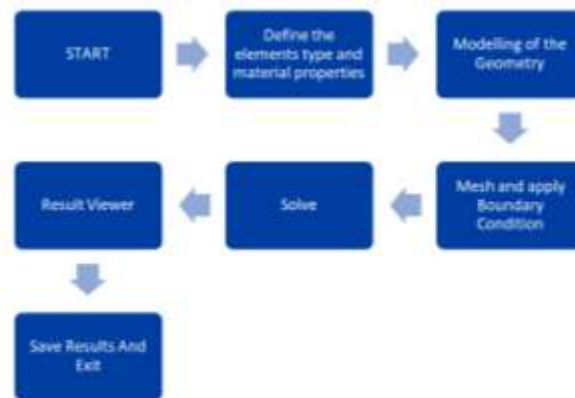 START
Define the
elements type and
material properties
Modelling of the
Geometry
Mesh and apply
Boundary
Condition
Solve
Result Viewer
Save Results And
Exit